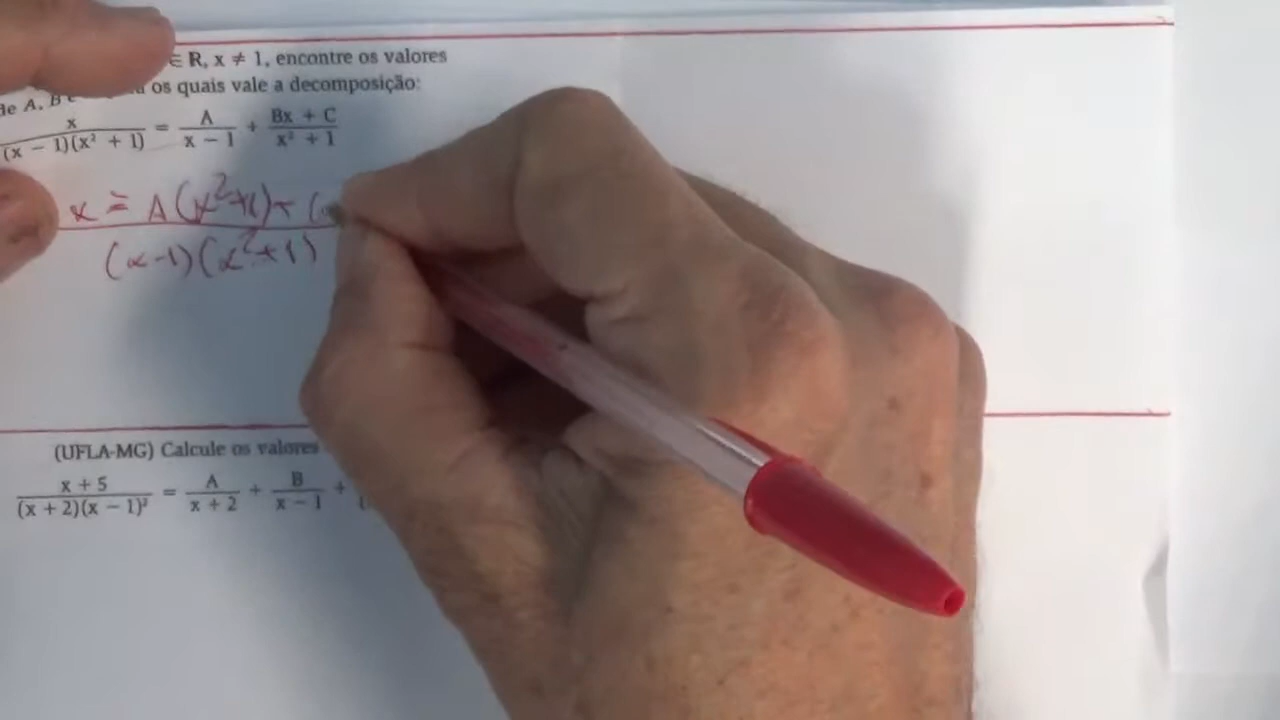 ∈ R, x ≠ 1, encontre os valores
de A, B os quais vale a decomposição:
x/((x − 1)(x² + 1)) = A/(x − 1) + (Bx + C)/(x² + 1)
x = A(x²+1) + (
(x-1)(x²+1)
(UFLA-MG) Calcule os valores
(x + 5)/((x + 2)(x − 1)²) = A/(x + 2) + B/(x − 1) +